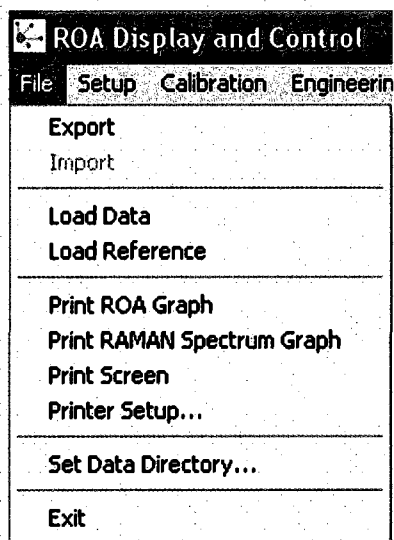 ROA Display and Control
File Setup Calibration Engineerin
Export
Import
Load Data
Load Reference
Print ROA Graph
Print RAMAN Spectrum Graph
Print Screen
Printer Setup...
Set Data Directory...
Exit